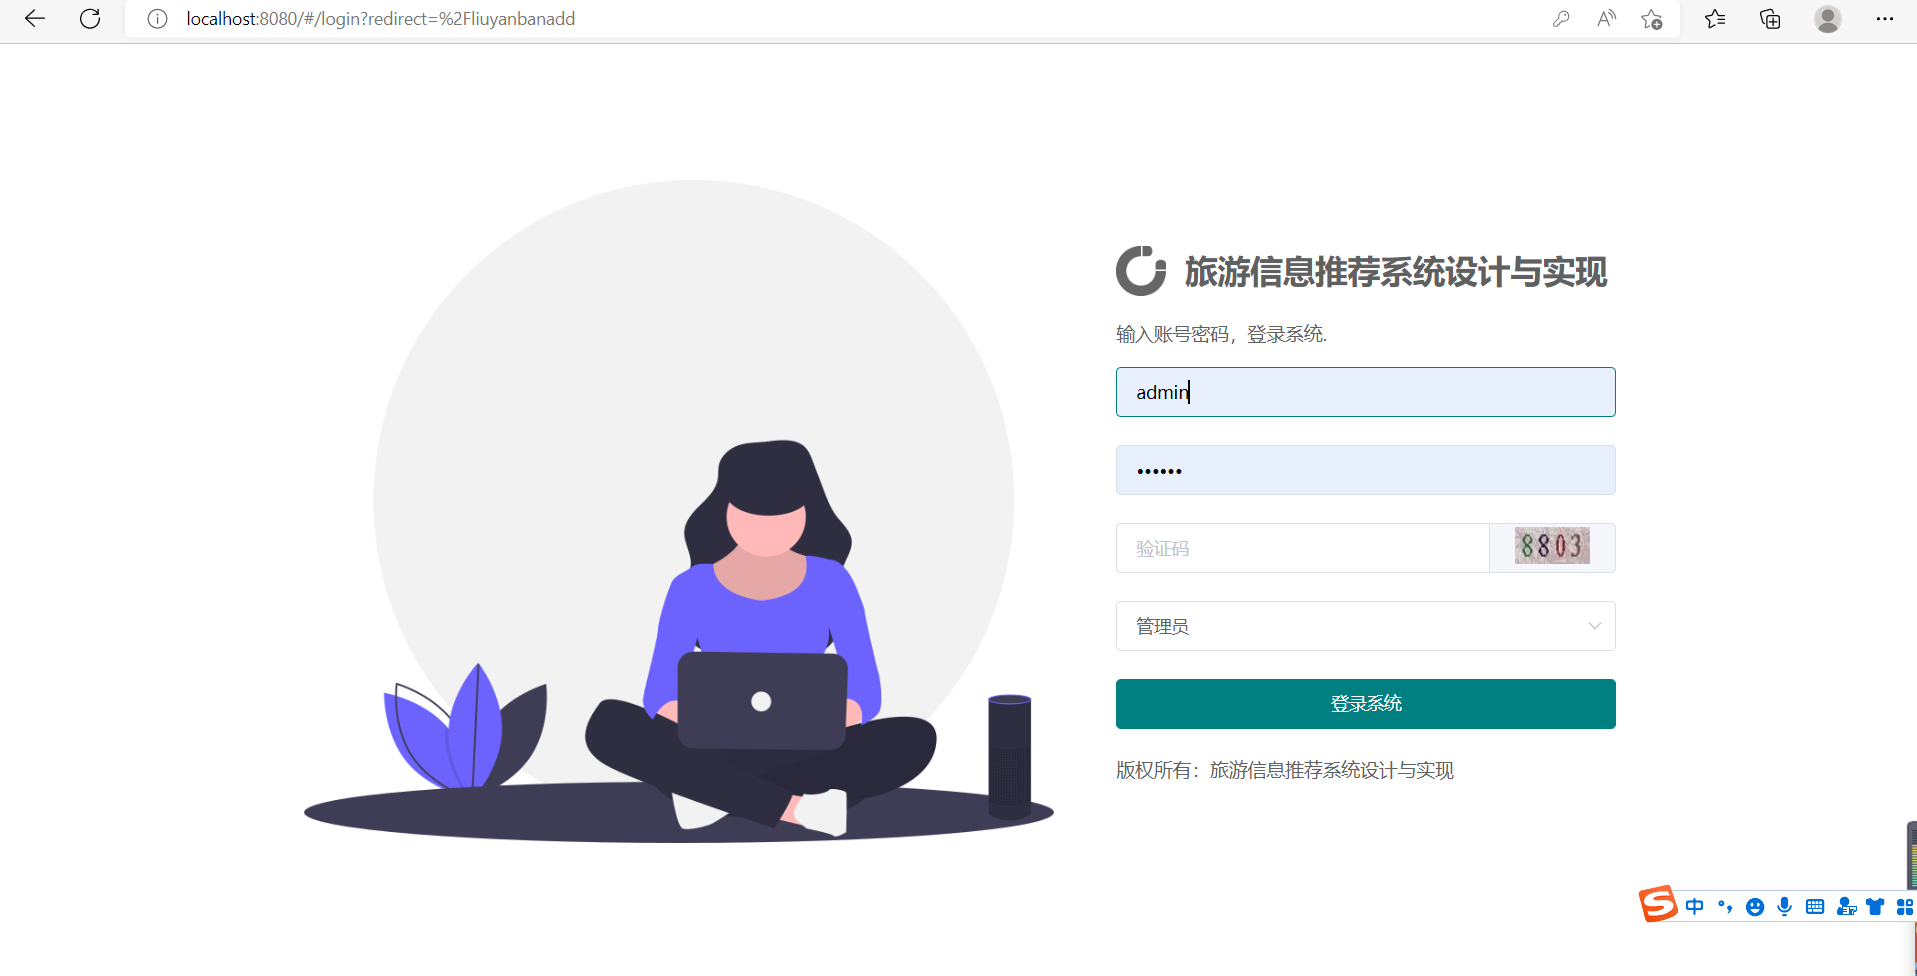 localhost:8080/#/login?redirect=%2Fliuyanbanadd
旅游信息推荐系统设计与实现
输入账号密码，登录系统.
admin
••••••
验证码
8803
管理员
登录系统
版权所有：旅游信息推荐系统设计与实现
中